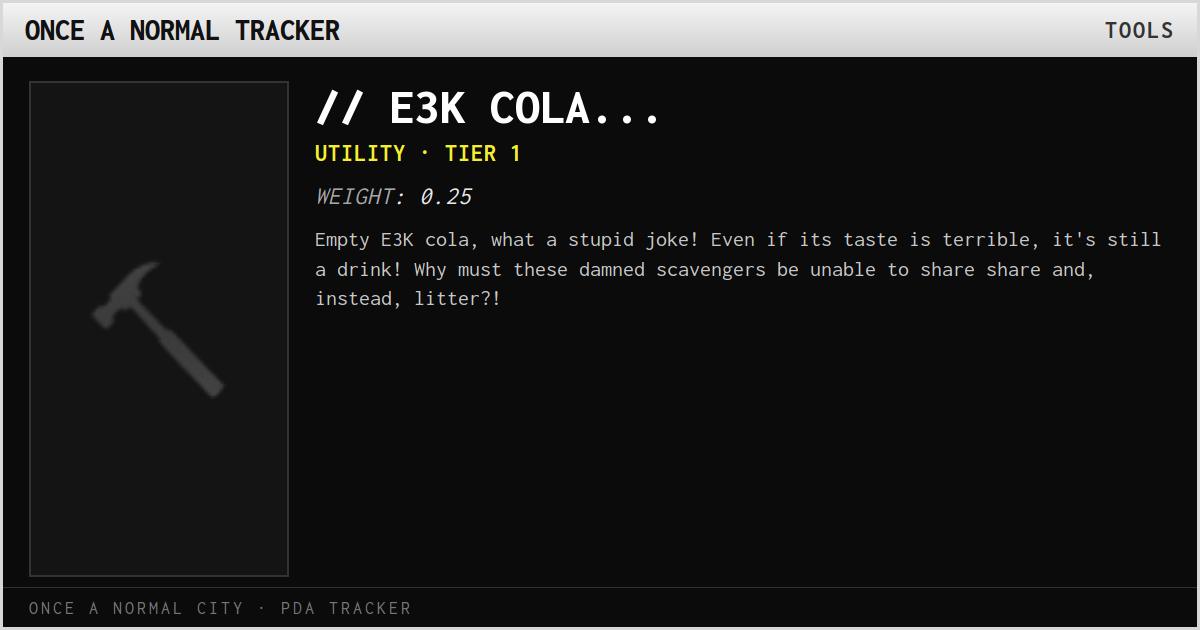 ONCE A NORMAL TRACKER
TOOLS
// E3K COLA...
UTILITY · TIER 1
WEIGHT: 0.25
Empty E3K cola, what a stupid joke! Even if its taste is terrible, it's still
a drink! Why must these damned scavengers be unable to share share and,
instead, litter?!
ONCE A NORMAL CITY · PDA TRACKER